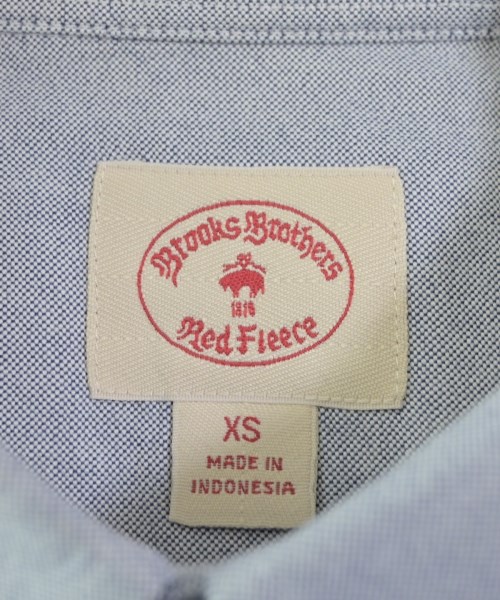 Brooks Brothers
1818
Red Fleece
XS
MADE IN
INDONESIA